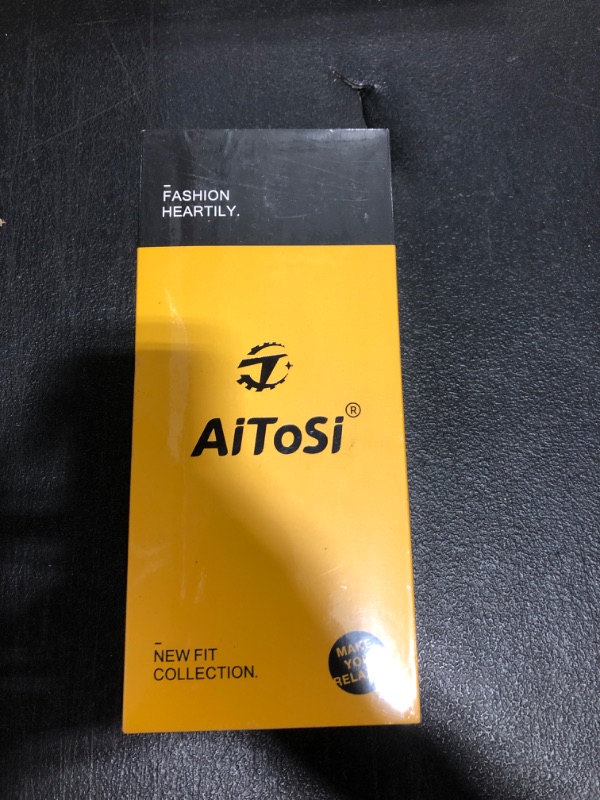 FASHION
HEARTILY.
AiToSi®
NEW FIT
COLLECTION.
MAKE
YOU
RELAX